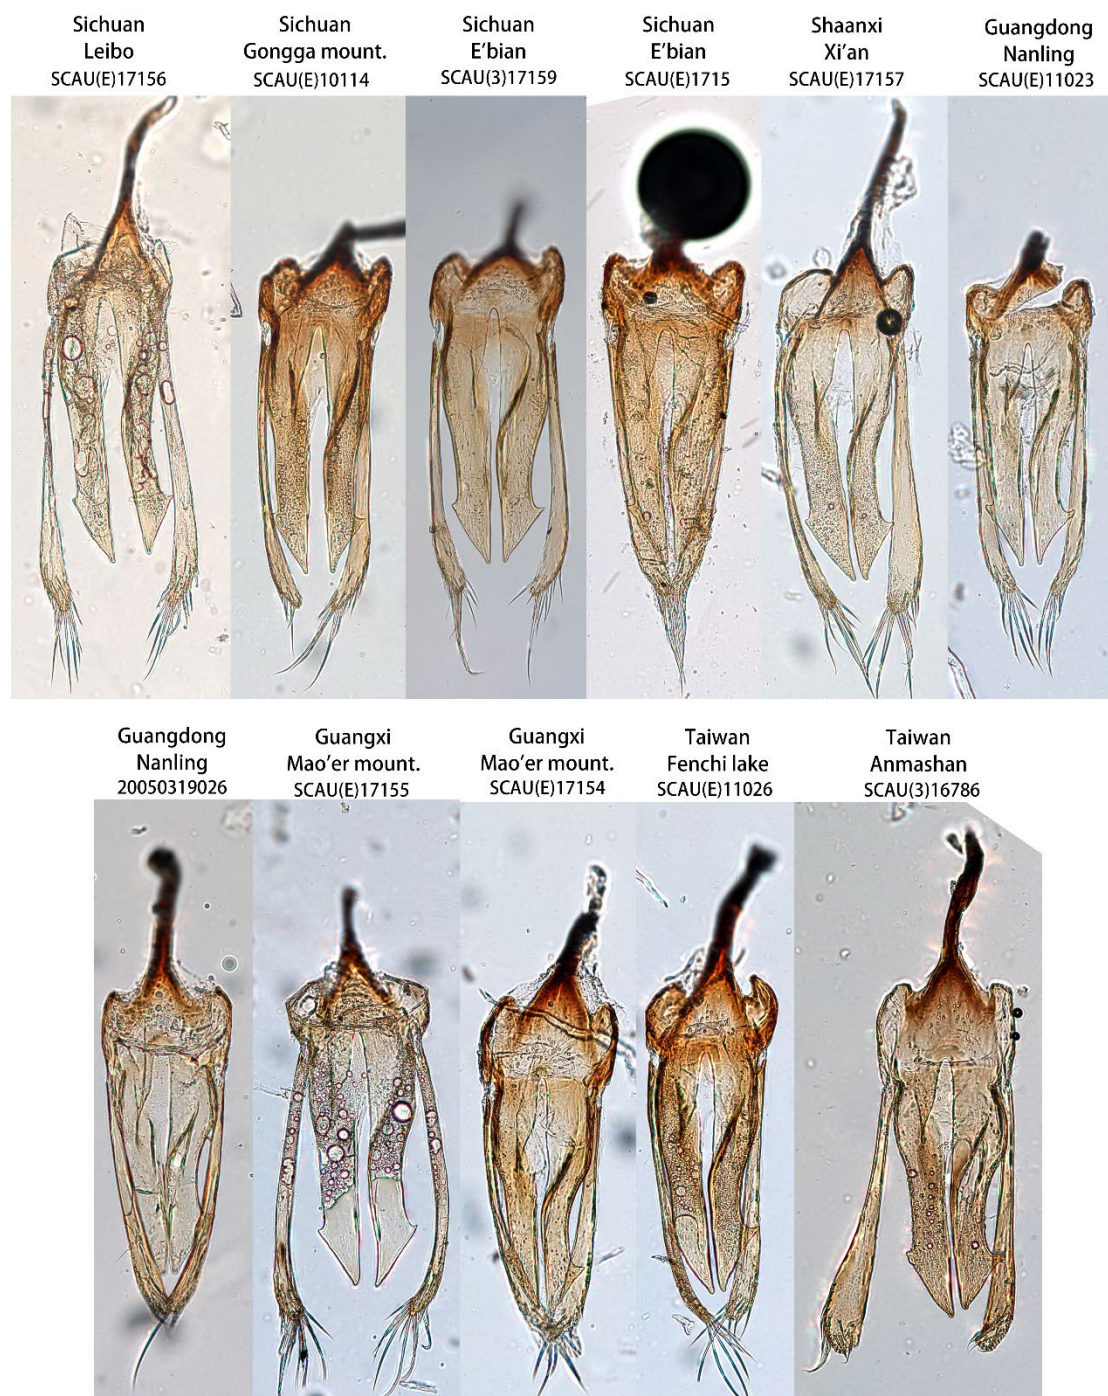 Sichuan
Leibo
SCAU(E)17156
Sichuan
Gongga mount.
SCAU(E)10114
Sichuan
E'bian
SCAU(3)17159
Sichuan
E'bian
SCAU(E)1715
Shaanxi
Xi'an
SCAU(E)17157
Guangdong
Nanling
SCAU(E)11023
Guangdong
Nanling
20050319026
Guangxi
Mao'er mount.
SCAU(E)17155
Guangxi
Mao'er mount.
SCAU(E)17154
Taiwan
Fenchi lake
SCAU(E)11026
Taiwan
Anmashan
SCAU(3)16786